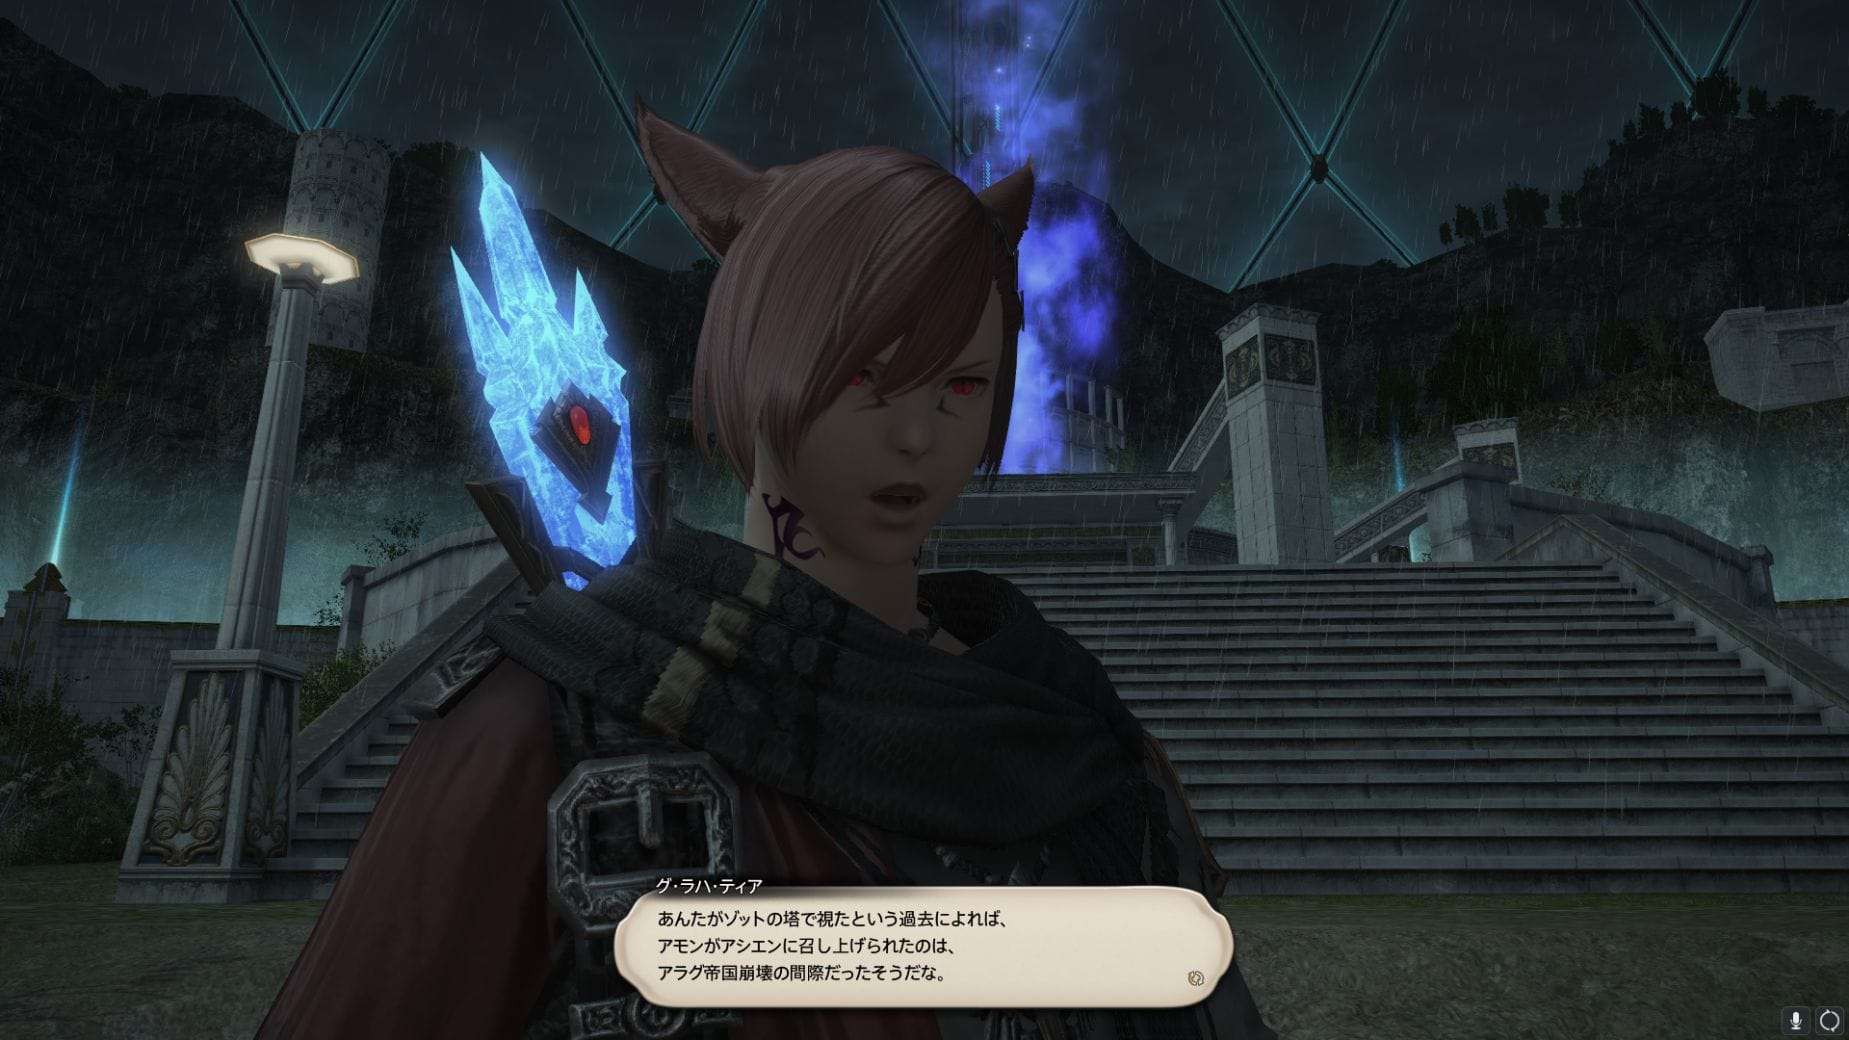 グ・ラハ・ティア
あんたがゾットの塔で視たという過去によれば、
アモンがアシエンに召し上げられたのは、
アラグ帝国崩壊の間際だったそうだな。